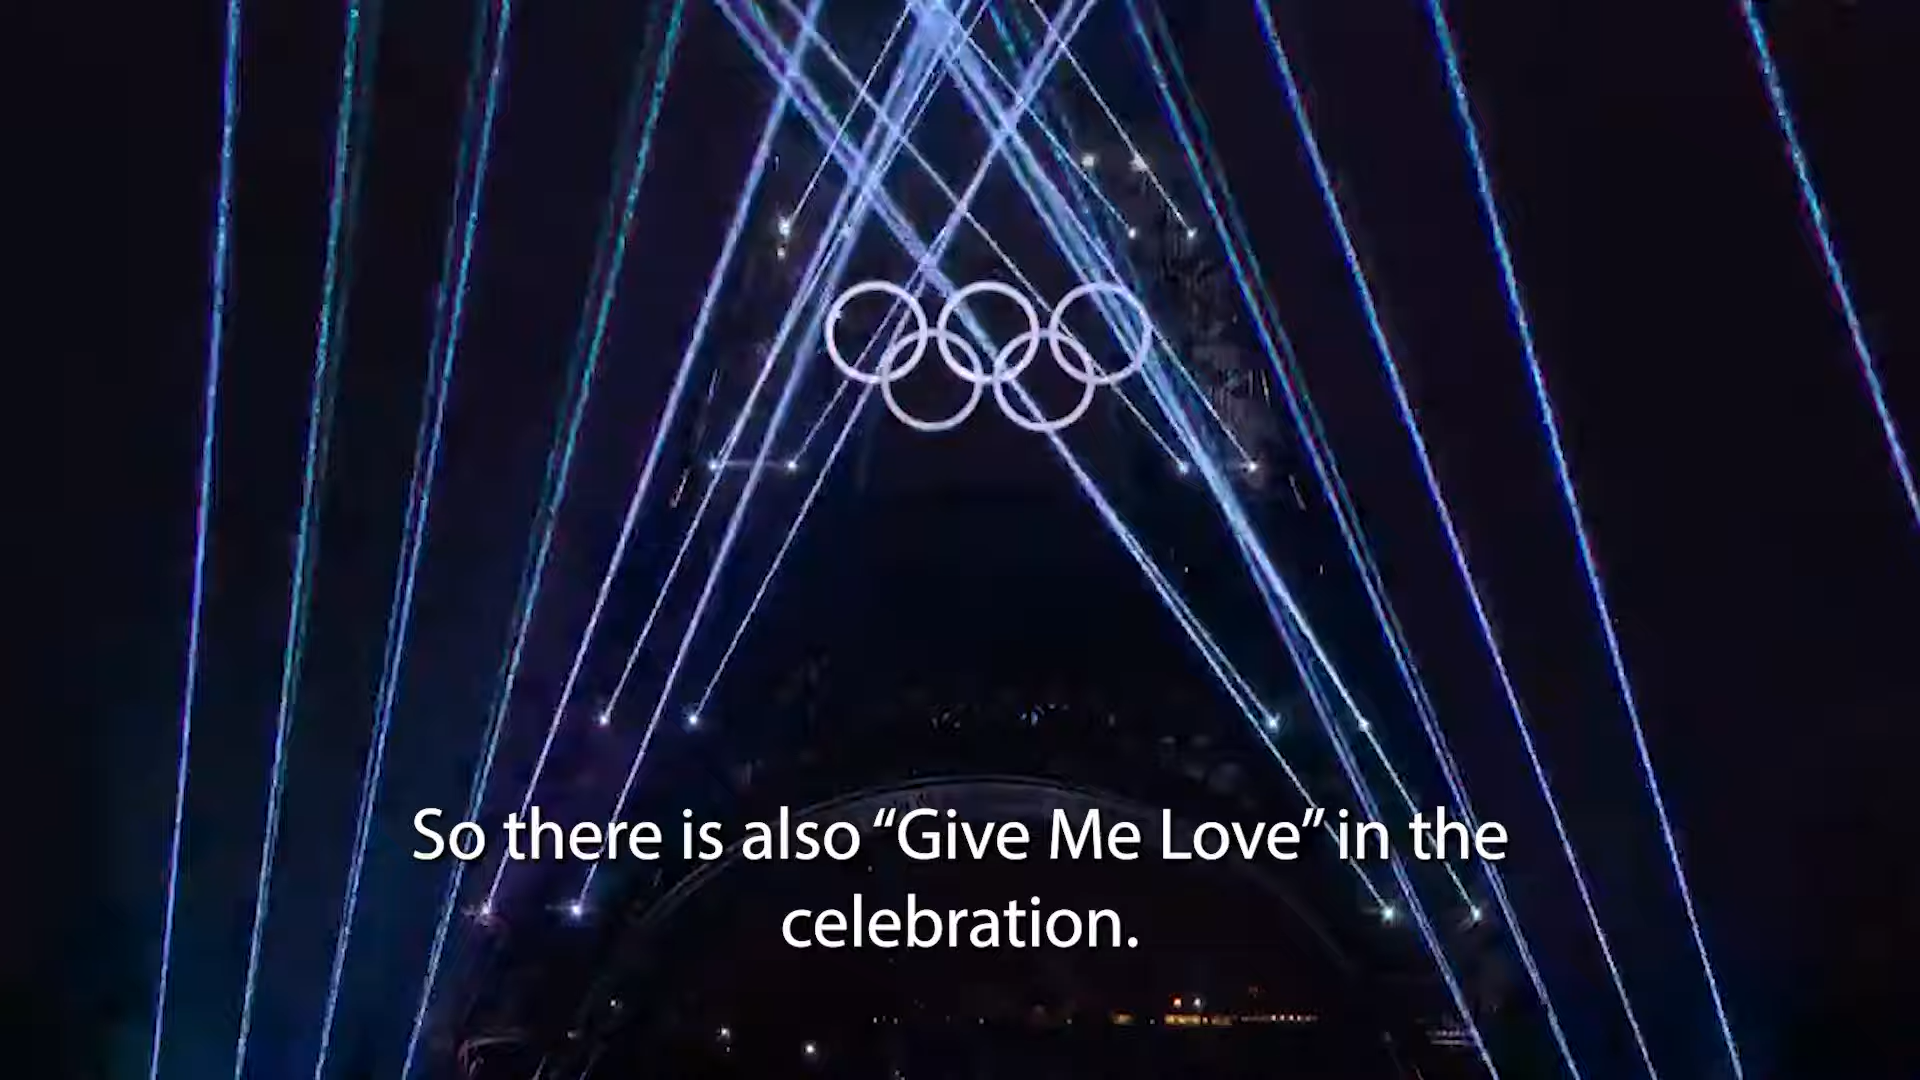 So there is also “Give Me Love” in the
celebration.